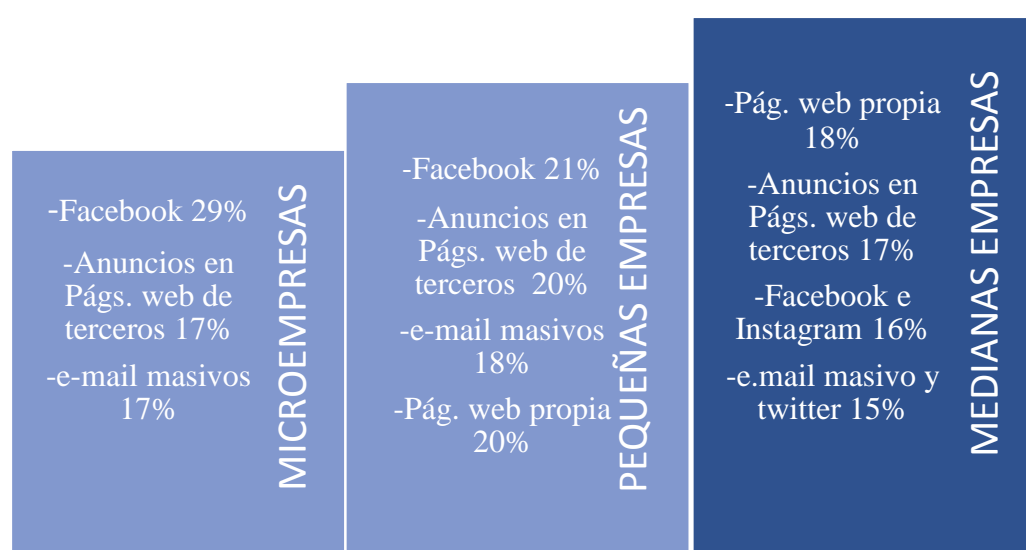 -Facebook 29%
-Anuncios en
Págs. web de
terceros 17%
-e-mail masivos
17%
MICROEMPRESAS
-Facebook 21%
-Anuncios en
Págs. web de
terceros  20%
-e-mail masivos
18%
-Pág. web propia
20%
PEQUEÑAS EMPRESAS
-Pág. web propia
18%
-Anuncios en
Págs. web de
terceros 17%
-Facebook e
Instagram 16%
-e.mail masivo y
twitter 15%
MEDIANAS EMPRESAS